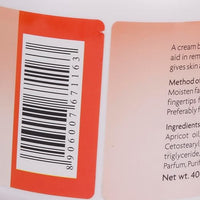 8906007671163
A cream b
aid in rem
gives skin a
Method of
Moisten fa
fingertips f
Preferably f
Ingredients
Apricot oil,
Cetostearyl
triglyceride,
Parfum, Puri
Net wt. 40